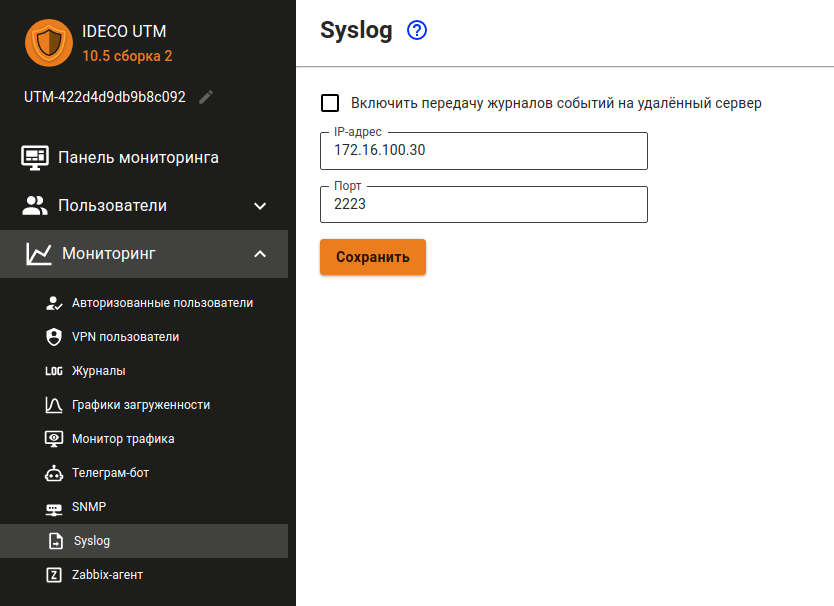 IDECO UTM
10.5 сборка 2
UTM-422d4d9db9b8c092
Панель мониторинга
Пользователи
Мониторинг
Авторизованные пользователи
VPN пользователи
LOG Журналы
Графики загруженности
Монитор трафика
Телеграм-бот
SNMP
Syslog
Z Zabbix-агент
Syslog ?
Включить передачу журналов событий на удалённый сервер
IP-адрес
172.16.100.30
Порт
2223
Сохранить